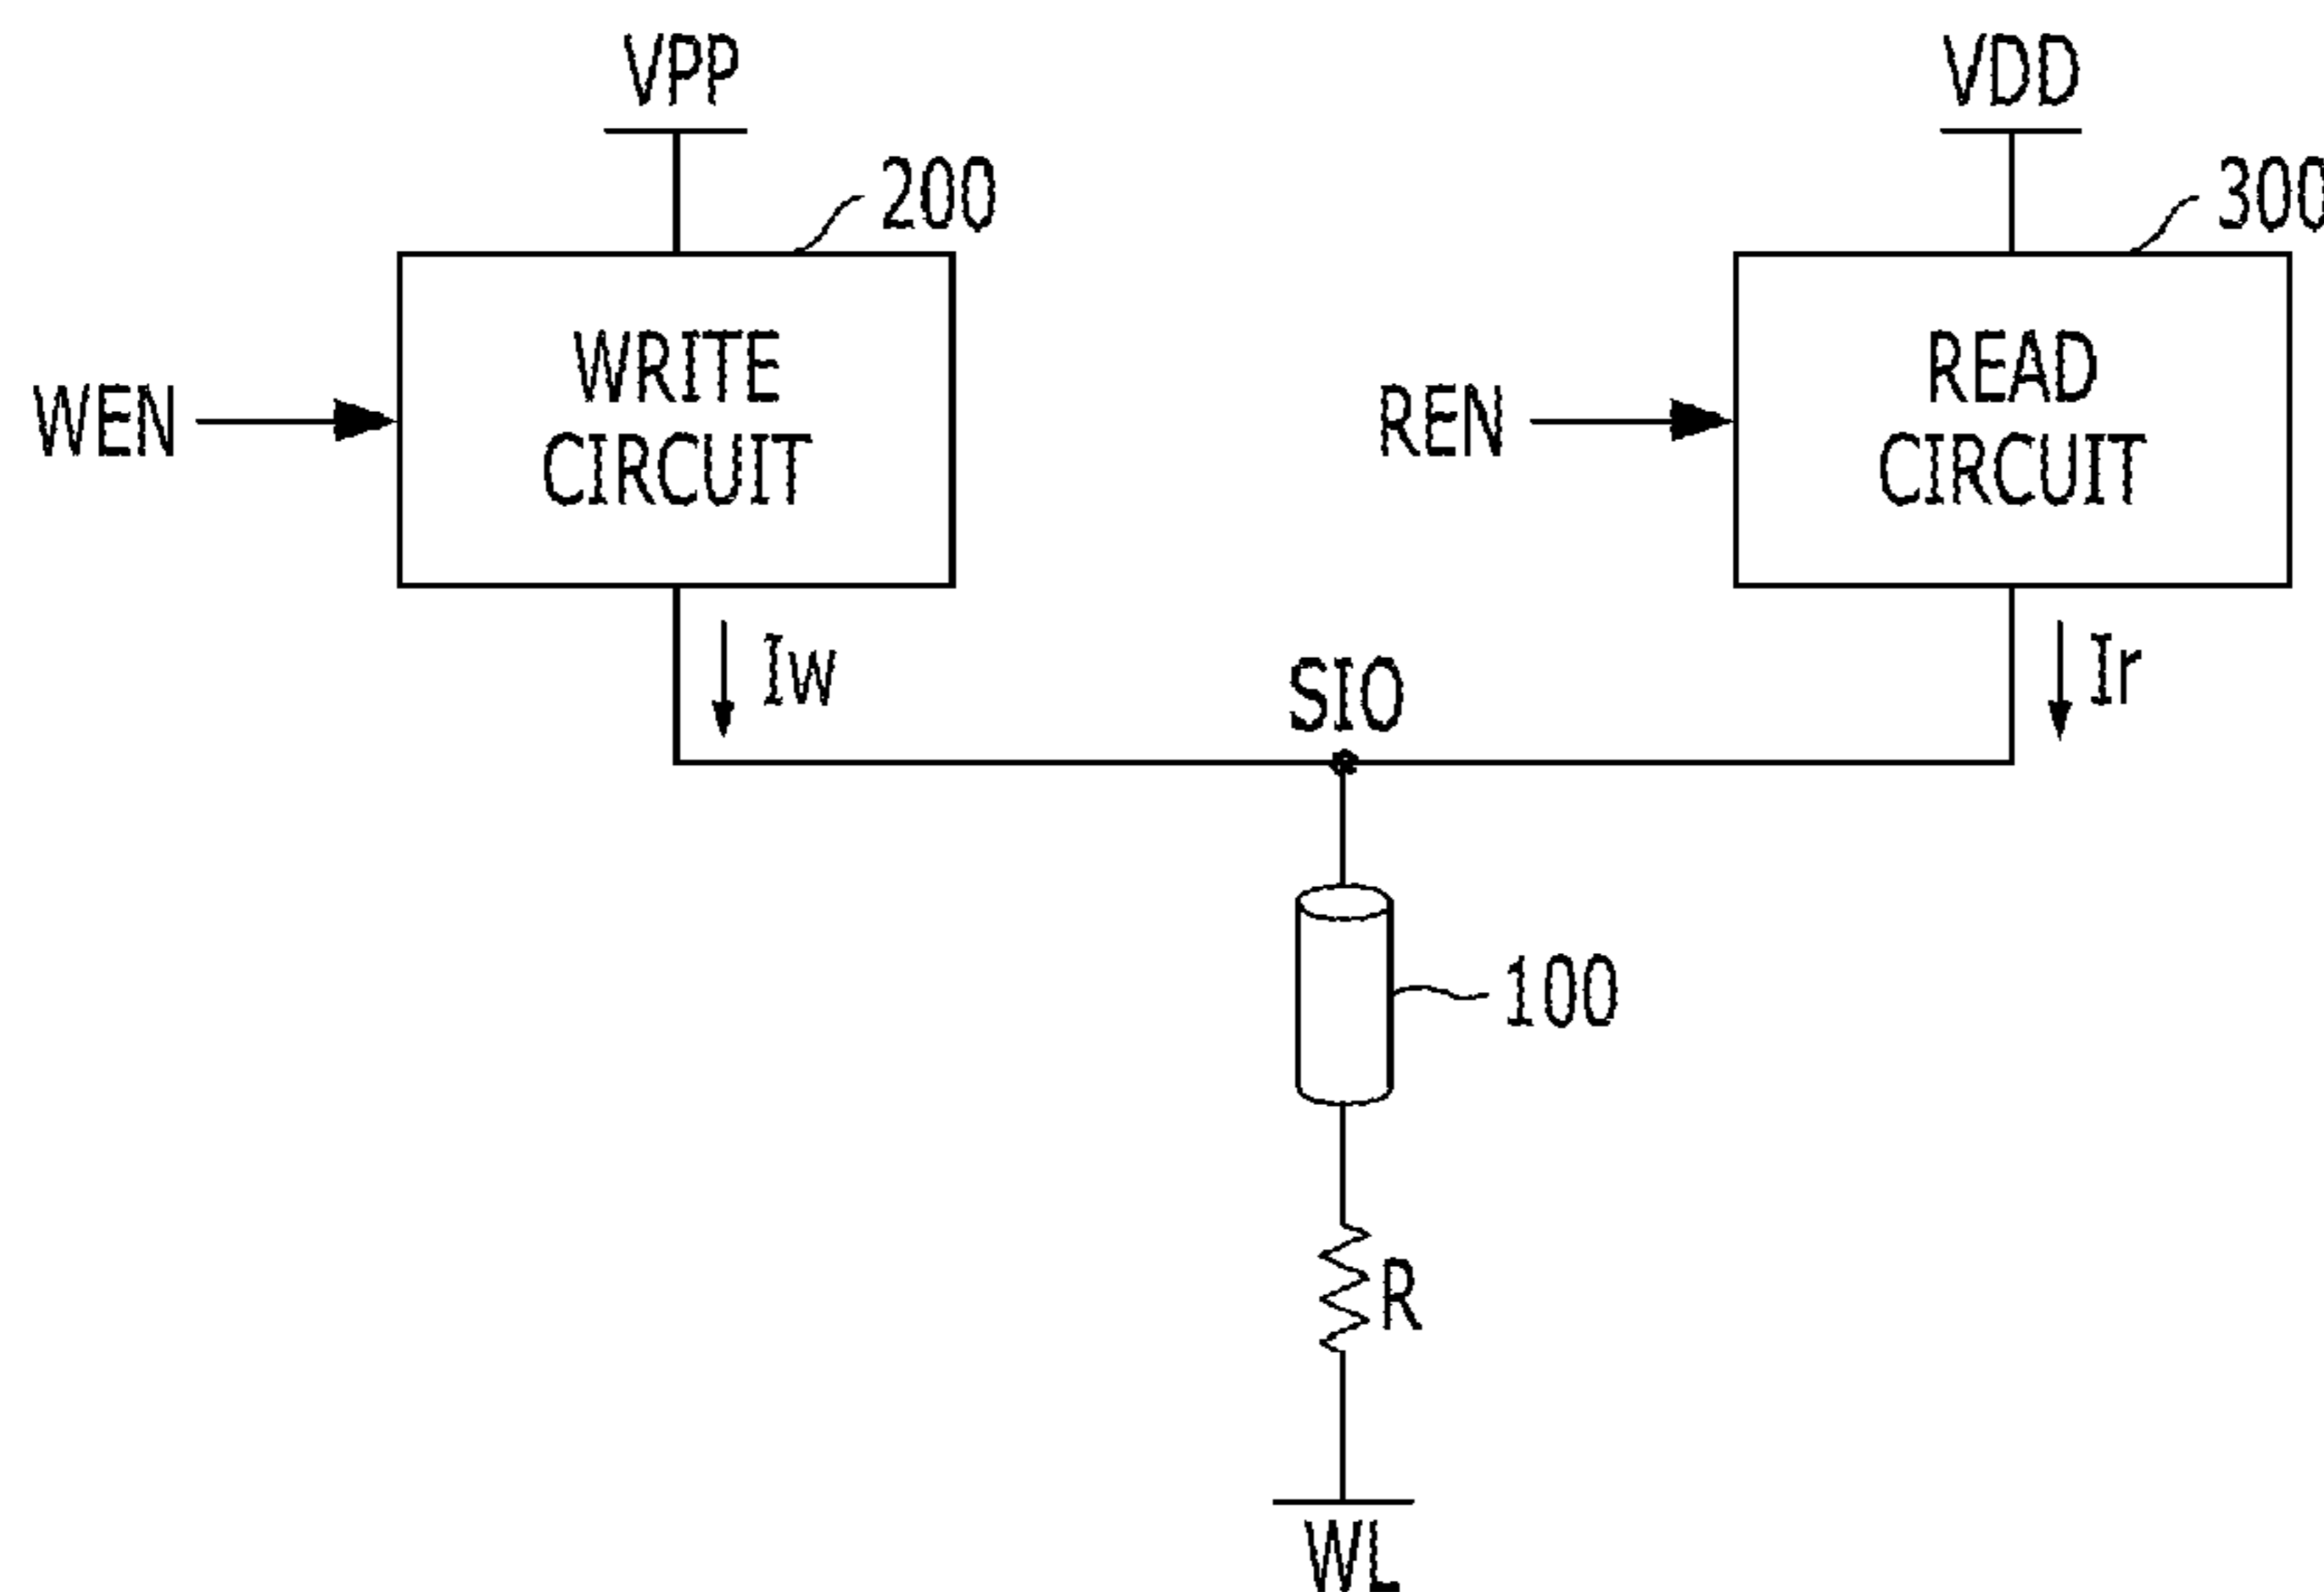 VPP
VDD
200
300
WRITE
CIRCUIT
WEN
READ
CIRCUIT
REN
Iw
SIO
Ir
100
R
WL